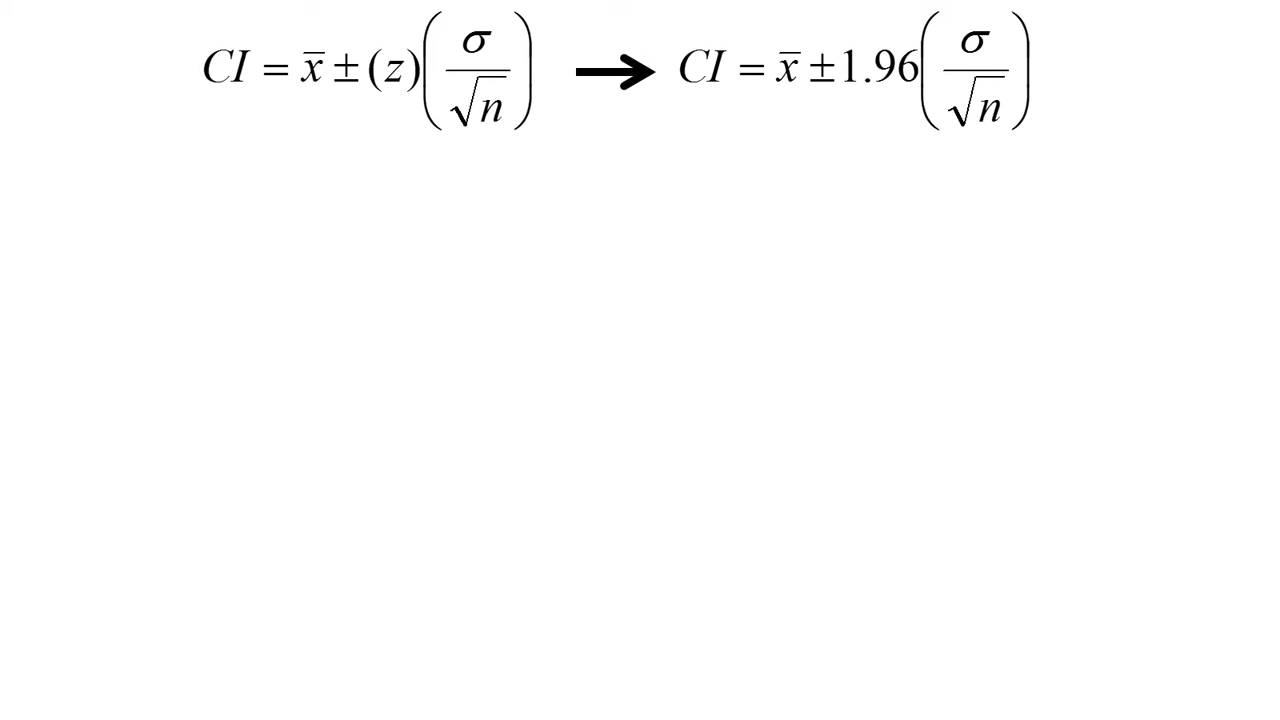 CI = x̄ ± (z)(σ/√n) → CI = x̄ ± 1.96(σ/√n)